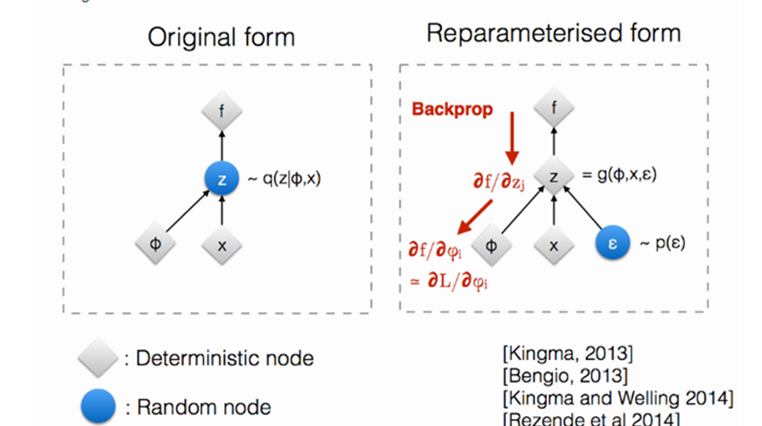 Original form
f
z ~ q(z|ϕ,x)
ϕ x
: Deterministic node
: Random node
Reparameterised form
Backprop
f
∂f/∂zj z = g(ϕ,x,ε)
∂f/∂φi ϕ x ε ~ p(ε)
≃ ∂L/∂φi
[Kingma, 2013]
[Bengio, 2013]
[Kingma and Welling 2014]
[Rezende et al 2014]